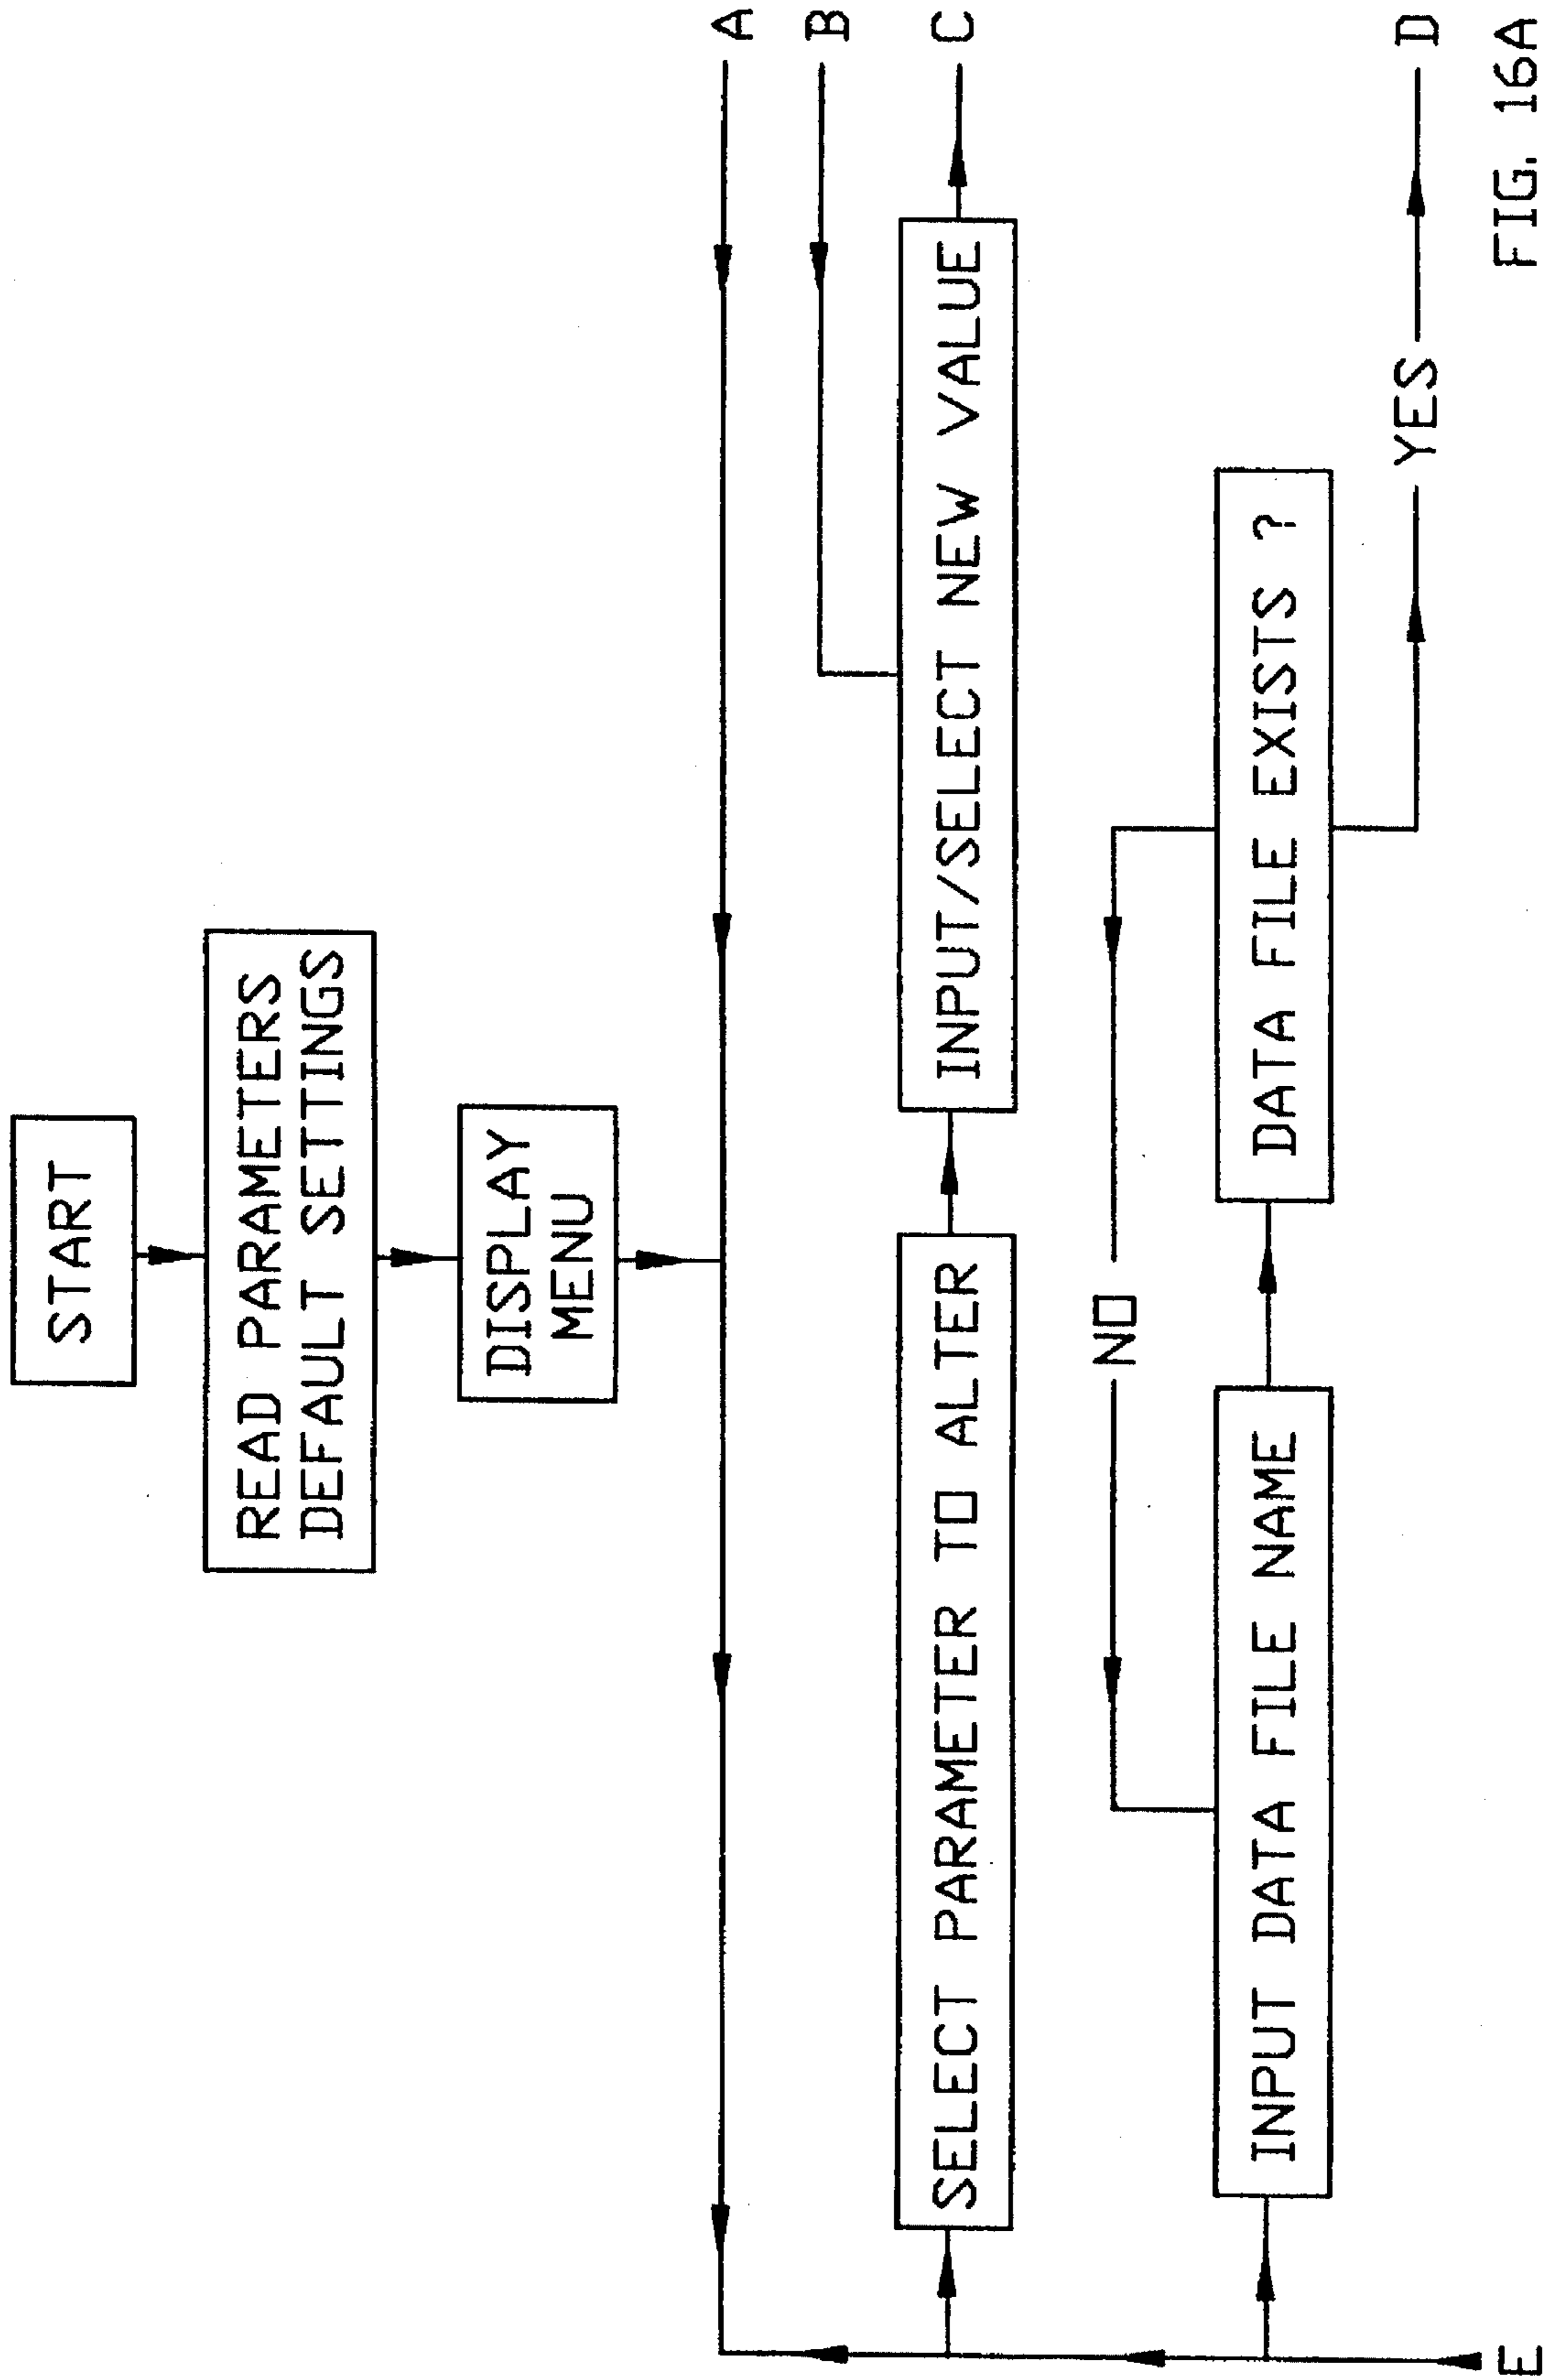 START
READ PARAMETERS
DEFAULT SETTINGS
DISPLAY
MENU
A
B
SELECT PARAMETER TO ALTER
INPUT/SELECT NEW VALUE
C
NO
INPUT DATA FILE NAME
DATA FILE EXISTS ?
YES
D
E
FIG. 16A